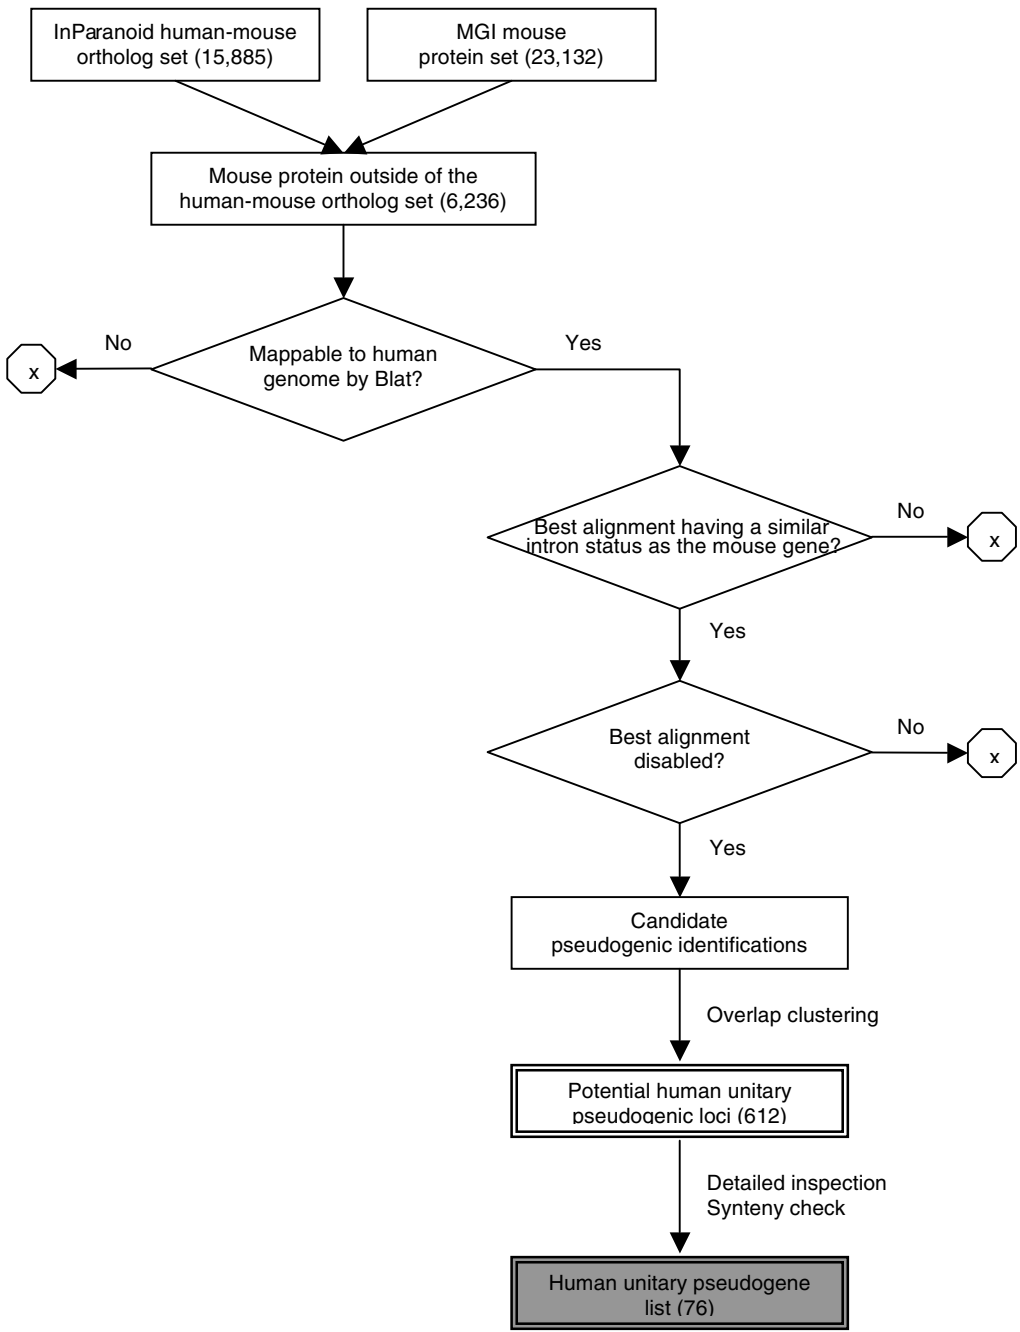 InParanoid human-mouse
ortholog set (15,885)
MGI mouse
protein set (23,132)
Mouse protein outside of the
human-mouse ortholog set (6,236)
No
Mappable to human
genome by Blat?
Yes
x
Best alignment having a similar
intron status as the mouse gene?
No
x
Yes
Best alignment
disabled?
No
x
Yes
Candidate
pseudogenic identifications
Overlap clustering
Potential human unitary
pseudogenic loci (612)
Detailed inspection
Synteny check
Human unitary pseudogene
list (76)